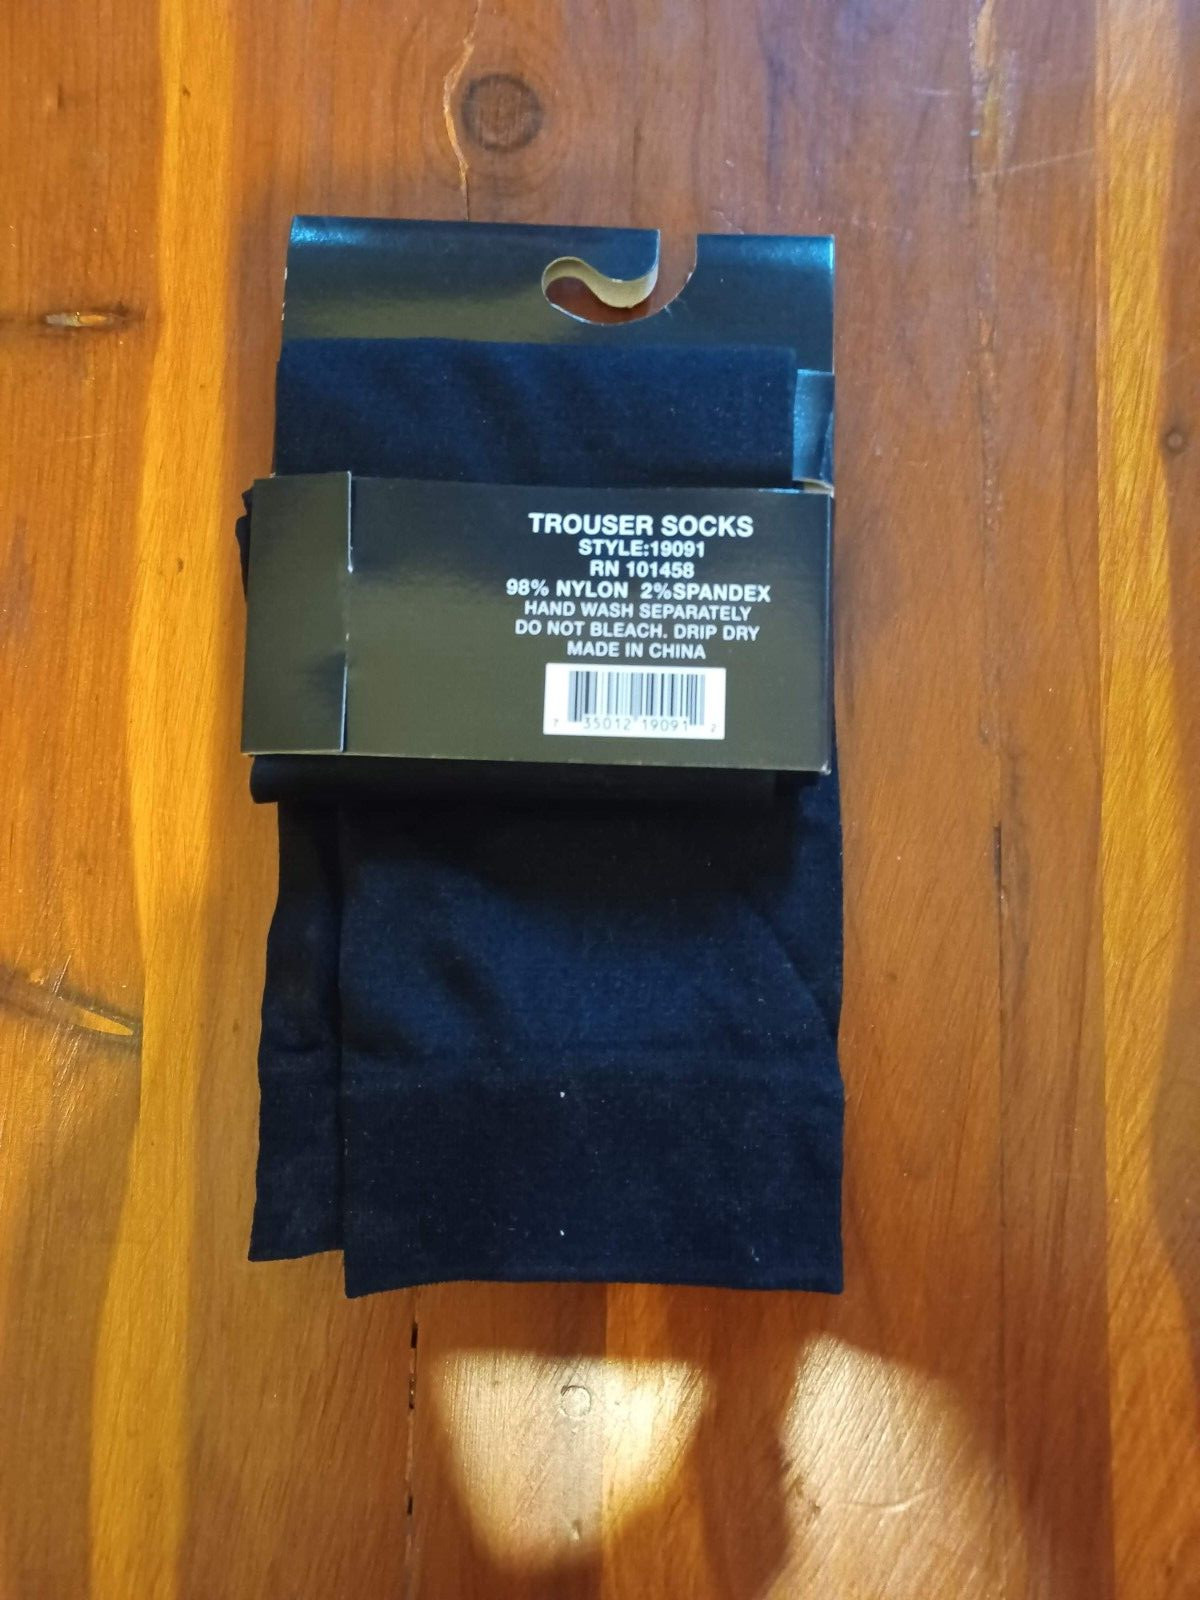 TROUSER SOCKS
STYLE:19091
RN 101458
98% NYLON 2%SPANDEX
HAND WASH SEPARATELY
DO NOT BLEACH. DRIP DRY
MADE IN CHINA
7 35012 19091 2